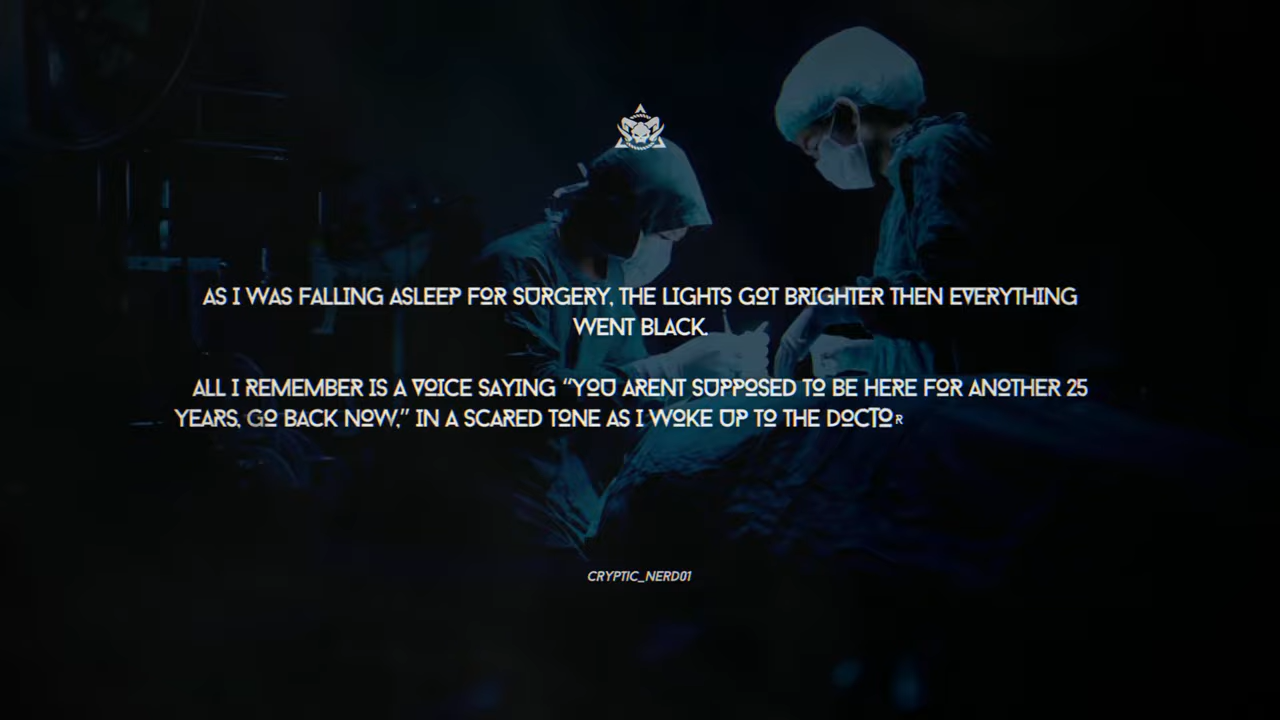 AS I WAS FALLING ASLEEP FOR SURGERY, THE LIGHTS GOT BRIGHTER THEN EVERYTHING
WENT BLACK.
ALL I REMEMBER IS A VOICE SAYING “YOU ARENT SUPPOSED TO BE HERE FOR ANOTHER 25
YEARS, GO BACK NOW,” IN A SCARED TONE AS I WOKE UP TO THE DOCTOR
CRYPTIC_NERD01